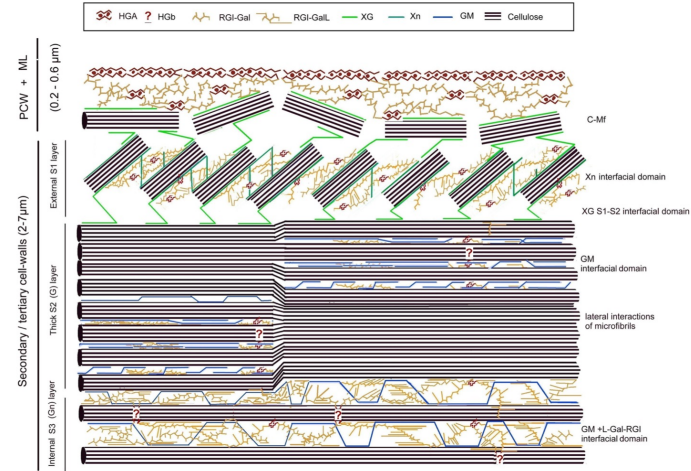 HGA ? HGb RGI-Gal RGI-GalL XG Xn GM Cellulose
PCW + ML
(0.2 - 0.6 µm)
C-Mf
External S1 layer
Xn interfacial domain
XG S1-S2 interfacial domain
Secondary / tertiary cell-walls (2-7µm)
Thick S2 (G) layer
?
GM
interfacial domain
lateral interactions
of microfibrils
?
Internal S3 (Gn) layer
?
?
GM +L-Gal-RGI
interfacial domain
?